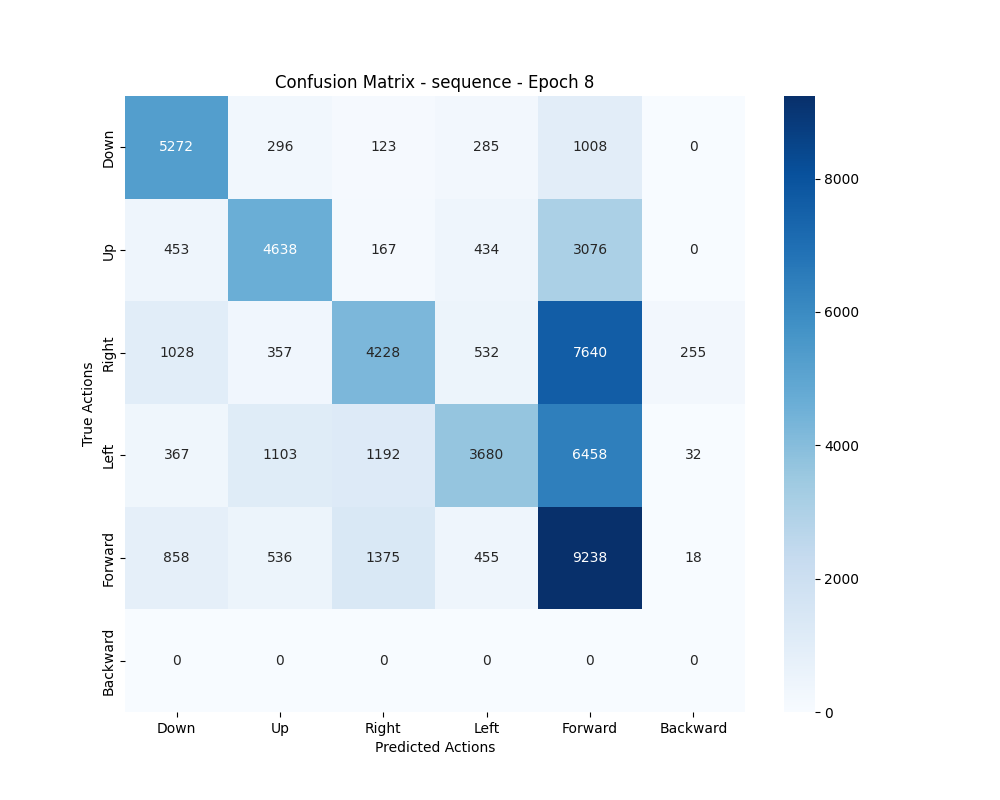 Confusion Matrix - sequence - Epoch 8
True Actions
Down 5272 296 123 285 1008 0
Up 453 4638 167 434 3076 0
Right 1028 357 4228 532 7640 255
Left 367 1103 1192 3680 6458 32
Forward 858 536 1375 455 9238 18
Backward 0 0 0 0 0 0
Down Up Right Left Forward Backward
Predicted Actions
8000
6000
4000
2000
0